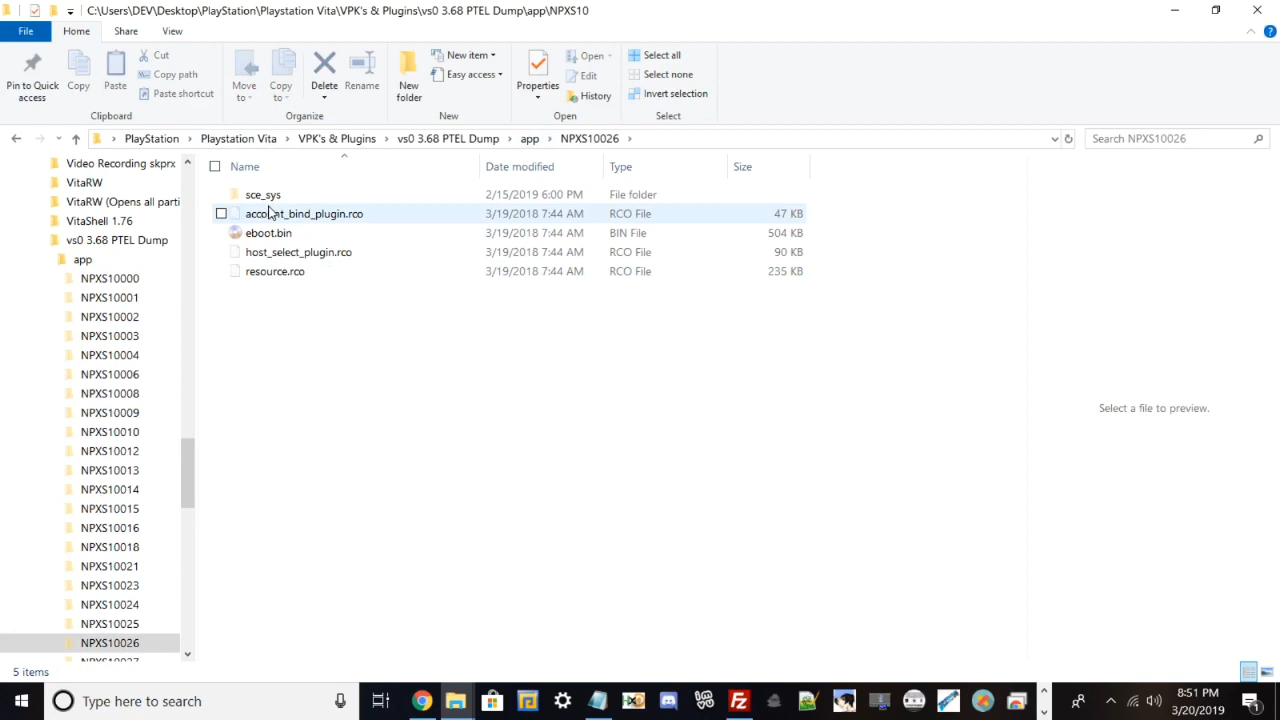 C:\Users\DEV\Desktop\PlayStation\Playstation Vita\VPK's & Plugins\vs0 3.68 PTEL Dump\app\NPXS10
File
Home
Share
View
Pin to Quick access
Copy
Paste
Cut
Copy path
Paste shortcut
Move to
Copy to
Delete
Rename
New folder
New item
Easy access
Properties
Open
Edit
History
Select all
Select none
Invert selection
Clipboard
Organize
New
Open
Select
PlayStation > Playstation Vita > VPK's & Plugins > vs0 3.68 PTEL Dump > app > NPXS10026 >
Search NPXS10026
Video Recording skprx
VitaRW
VitaRW (Opens all parti
VitaShell 1.76
vs0 3.68 PTEL Dump
app
NPXS10000
NPXS10001
NPXS10002
NPXS10003
NPXS10004
NPXS10006
NPXS10008
NPXS10009
NPXS10010
NPXS10012
NPXS10013
NPXS10014
NPXS10015
NPXS10016
NPXS10018
NPXS10021
NPXS10023
NPXS10024
NPXS10025
NPXS10026
NPXS10027
Name Date modified Type Size
sce_sys 2/15/2019 6:00 PM File folder
account_bind_plugin.rco 3/19/2018 7:44 AM RCO File 47 KB
eboot.bin 3/19/2018 7:44 AM BIN File 504 KB
host_select_plugin.rco 3/19/2018 7:44 AM RCO File 90 KB
resource.rco 3/19/2018 7:44 AM RCO File 235 KB
Select a file to preview.
5 items
Type here to search
8:51 PM
3/20/2019